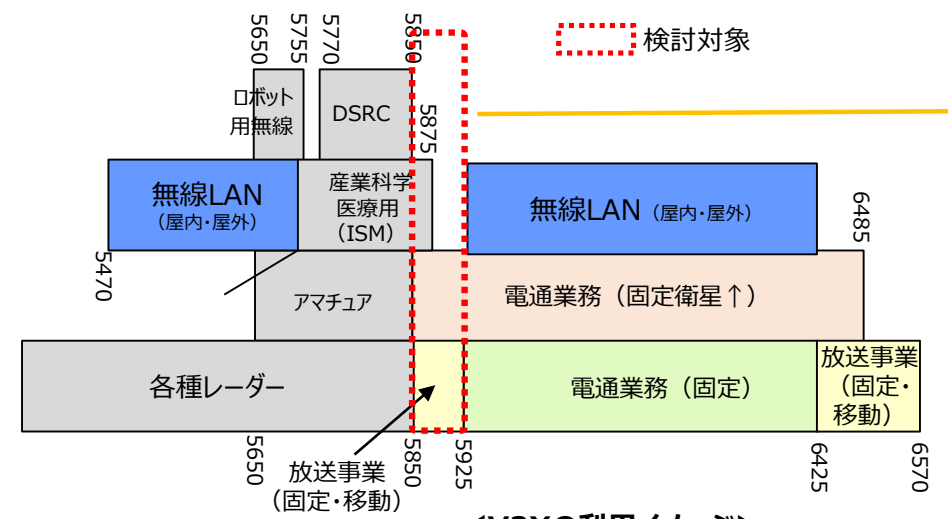 5650
5755
5770
5850
検討対象
ロボット
用無線
DSRC
5875
無線LAN
（屋内・屋外）
産業科学
医療用
（ISM）
無線LAN（屋内・屋外）
6485
5470
アマチュア
電通業務（固定衛星↑）
各種レーダー
電通業務（固定）
放送事業
（固定・
移動）
5650
5850
5925
6425
6570
放送事業
（固定・移動）